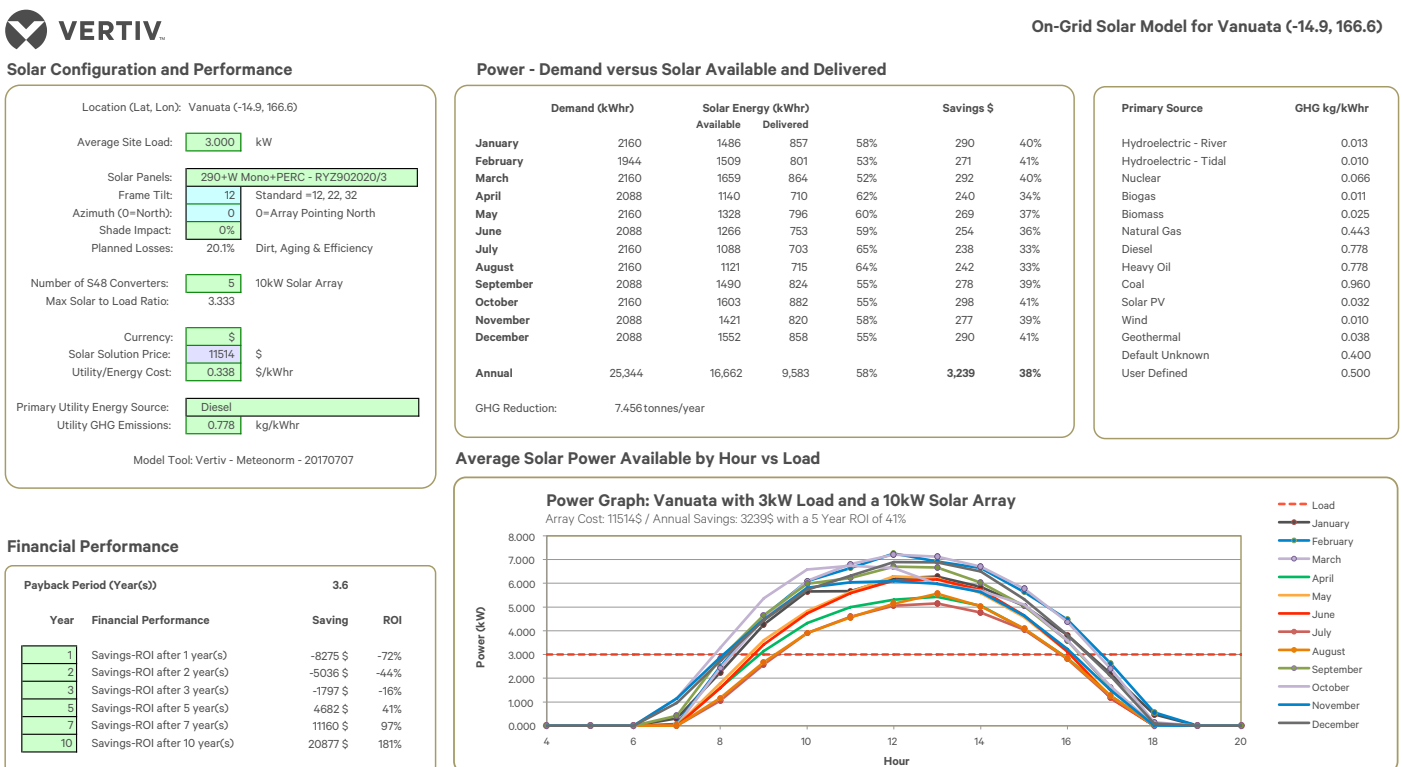 VERTIV™
On-Grid Solar Model for Vanuata (-14.9, 166.6)
Solar Configuration and Performance
Location (Lat, Lon): Vanuata (-14.9, 166.6)
Average Site Load: 3.000 kW
Solar Panels: 290+W Mono+PERC - RYZ902020/3
Frame Tilt: 12 Standard =12, 22, 32
Azimuth (0=North): 0 0=Array Pointing North
Shade Impact: 0%
Planned Losses: 20.1% Dirt, Aging & Efficiency
Number of S48 Converters: 5 10kW Solar Array
Max Solar to Load Ratio: 3.333
Currency: $
Solar Solution Price: 11514 $
Utility/Energy Cost: 0.338 $/kWhr
Primary Utility Energy Source: Diesel
Utility GHG Emissions: 0.778 kg/kWhr
Model Tool: Vertiv - Meteonorm - 20170707
Power - Demand versus Solar Available and Delivered
Demand (kWhr) Solar Energy (kWhr) Savings $
Available Delivered
January 2160 1486 857 58% 290 40%
February 1944 1509 801 53% 271 41%
March 2160 1659 864 52% 292 40%
April 2088 1140 710 62% 240 34%
May 2160 1328 796 60% 269 37%
June 2088 1266 753 59% 254 36%
July 2160 1088 703 65% 238 33%
August 2160 1121 715 64% 242 33%
September 2088 1490 824 55% 278 39%
October 2160 1603 882 55% 298 41%
November 2088 1421 820 58% 277 39%
December 2088 1552 858 55% 290 41%
Annual 25,344 16,662 9,583 58% 3,239 38%
GHG Reduction: 7.456 tonnes/year
Primary Source GHG kg/kWhr
Hydroelectric - River 0.013
Hydroelectric - Tidal 0.010
Nuclear 0.066
Biogas 0.011
Biomass 0.025
Natural Gas 0.443
Diesel 0.778
Heavy Oil 0.778
Coal 0.960
Solar PV 0.032
Wind 0.010
Geothermal 0.038
Default Unknown 0.400
User Defined 0.500
Financial Performance
Payback Period (Year(s)) 3.6
Year Financial Performance Saving ROI
1 Savings-ROI after 1 year(s) -8275 $ -72%
2 Savings-ROI after 2 year(s) -5036 $ -44%
3 Savings-ROI after 3 year(s) -1797 $ -16%
5 Savings-ROI after 5 year(s) 4682 $ 41%
7 Savings-ROI after 7 year(s) 11160 $ 97%
10 Savings-ROI after 10 year(s) 20877 $ 181%
Average Solar Power Available by Hour vs Load
Power Graph: Vanuata with 3kW Load and a 10kW Solar Array
Array Cost: 11514$ / Annual Savings: 3239$ with a 5 Year ROI of 41%
Power (kW)
8.000
7.000
6.000
5.000
4.000
3.000
2.000
1.000
0.000
4 6 8 10 12 14 16 18 20
Hour
Load
January
February
March
April
May
June
July
August
September
October
November
December